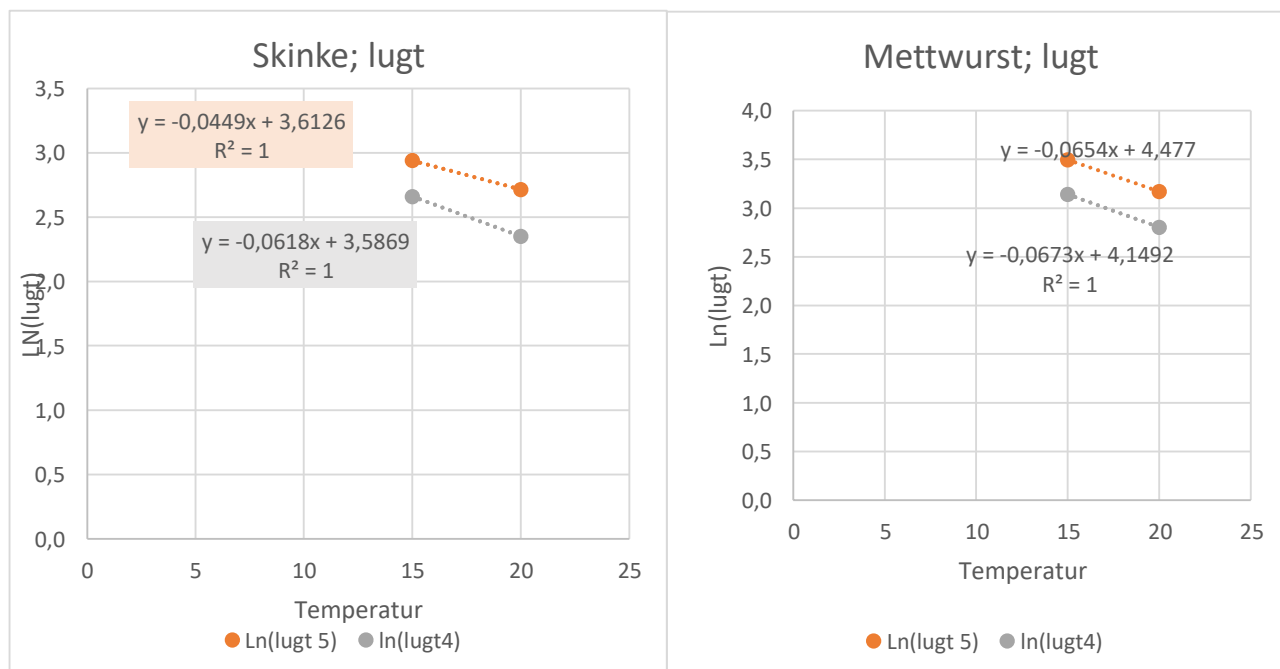 Skinke; lugt
3,5
y = -0,0449x + 3,6126
R² = 1
3,0
2,5
y = -0,0618x + 3,5869
R² = 1
2,0
LN(lugt)
1,5
1,0
0,5
0,0
0 5 10 15 20 25
Temperatur
Ln(lugt 5) ln(lugt4)
Mettwurst; lugt
4,0
y = -0,0654x + 4,477
3,5
3,0
y = -0,0673x + 4,1492
R² = 1
2,5
2,0
Ln(lugt)
1,5
1,0
0,5
0,0
0 5 10 15 20 25
Temperatur
Ln(lugt 5) ln(lugt4)